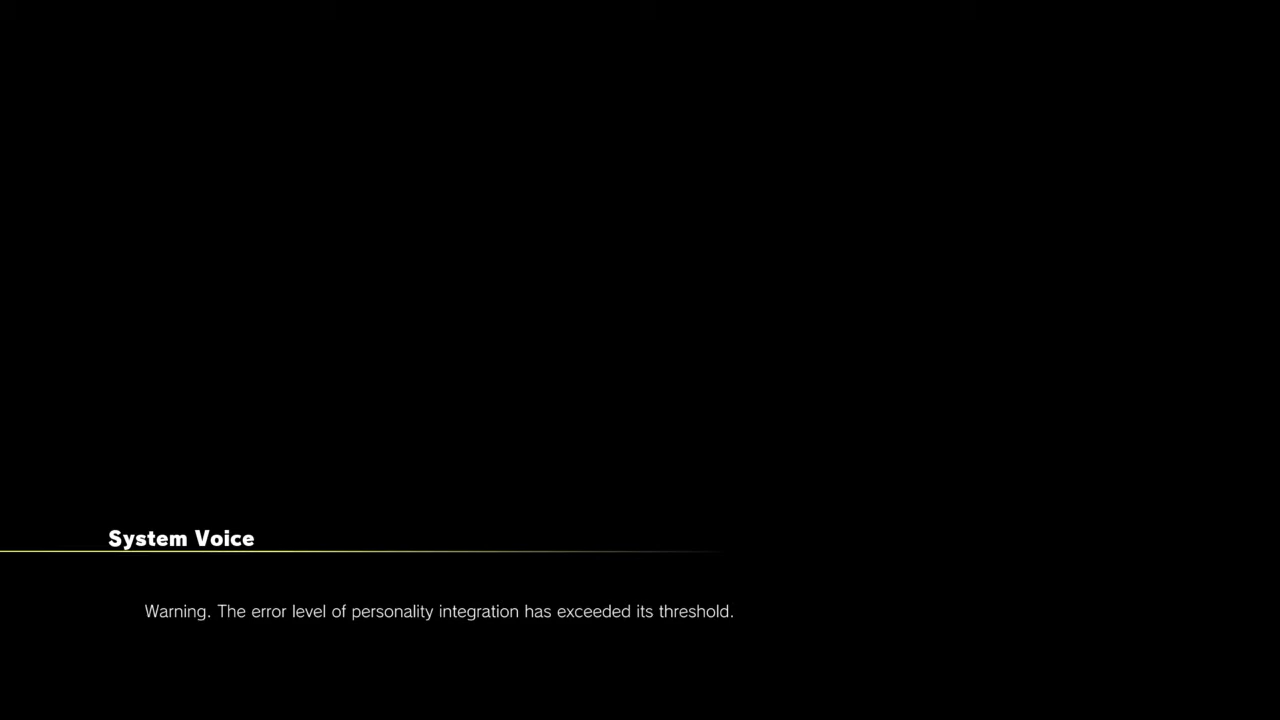 System Voice
Warning. The error level of personality integration has exceeded its threshold.